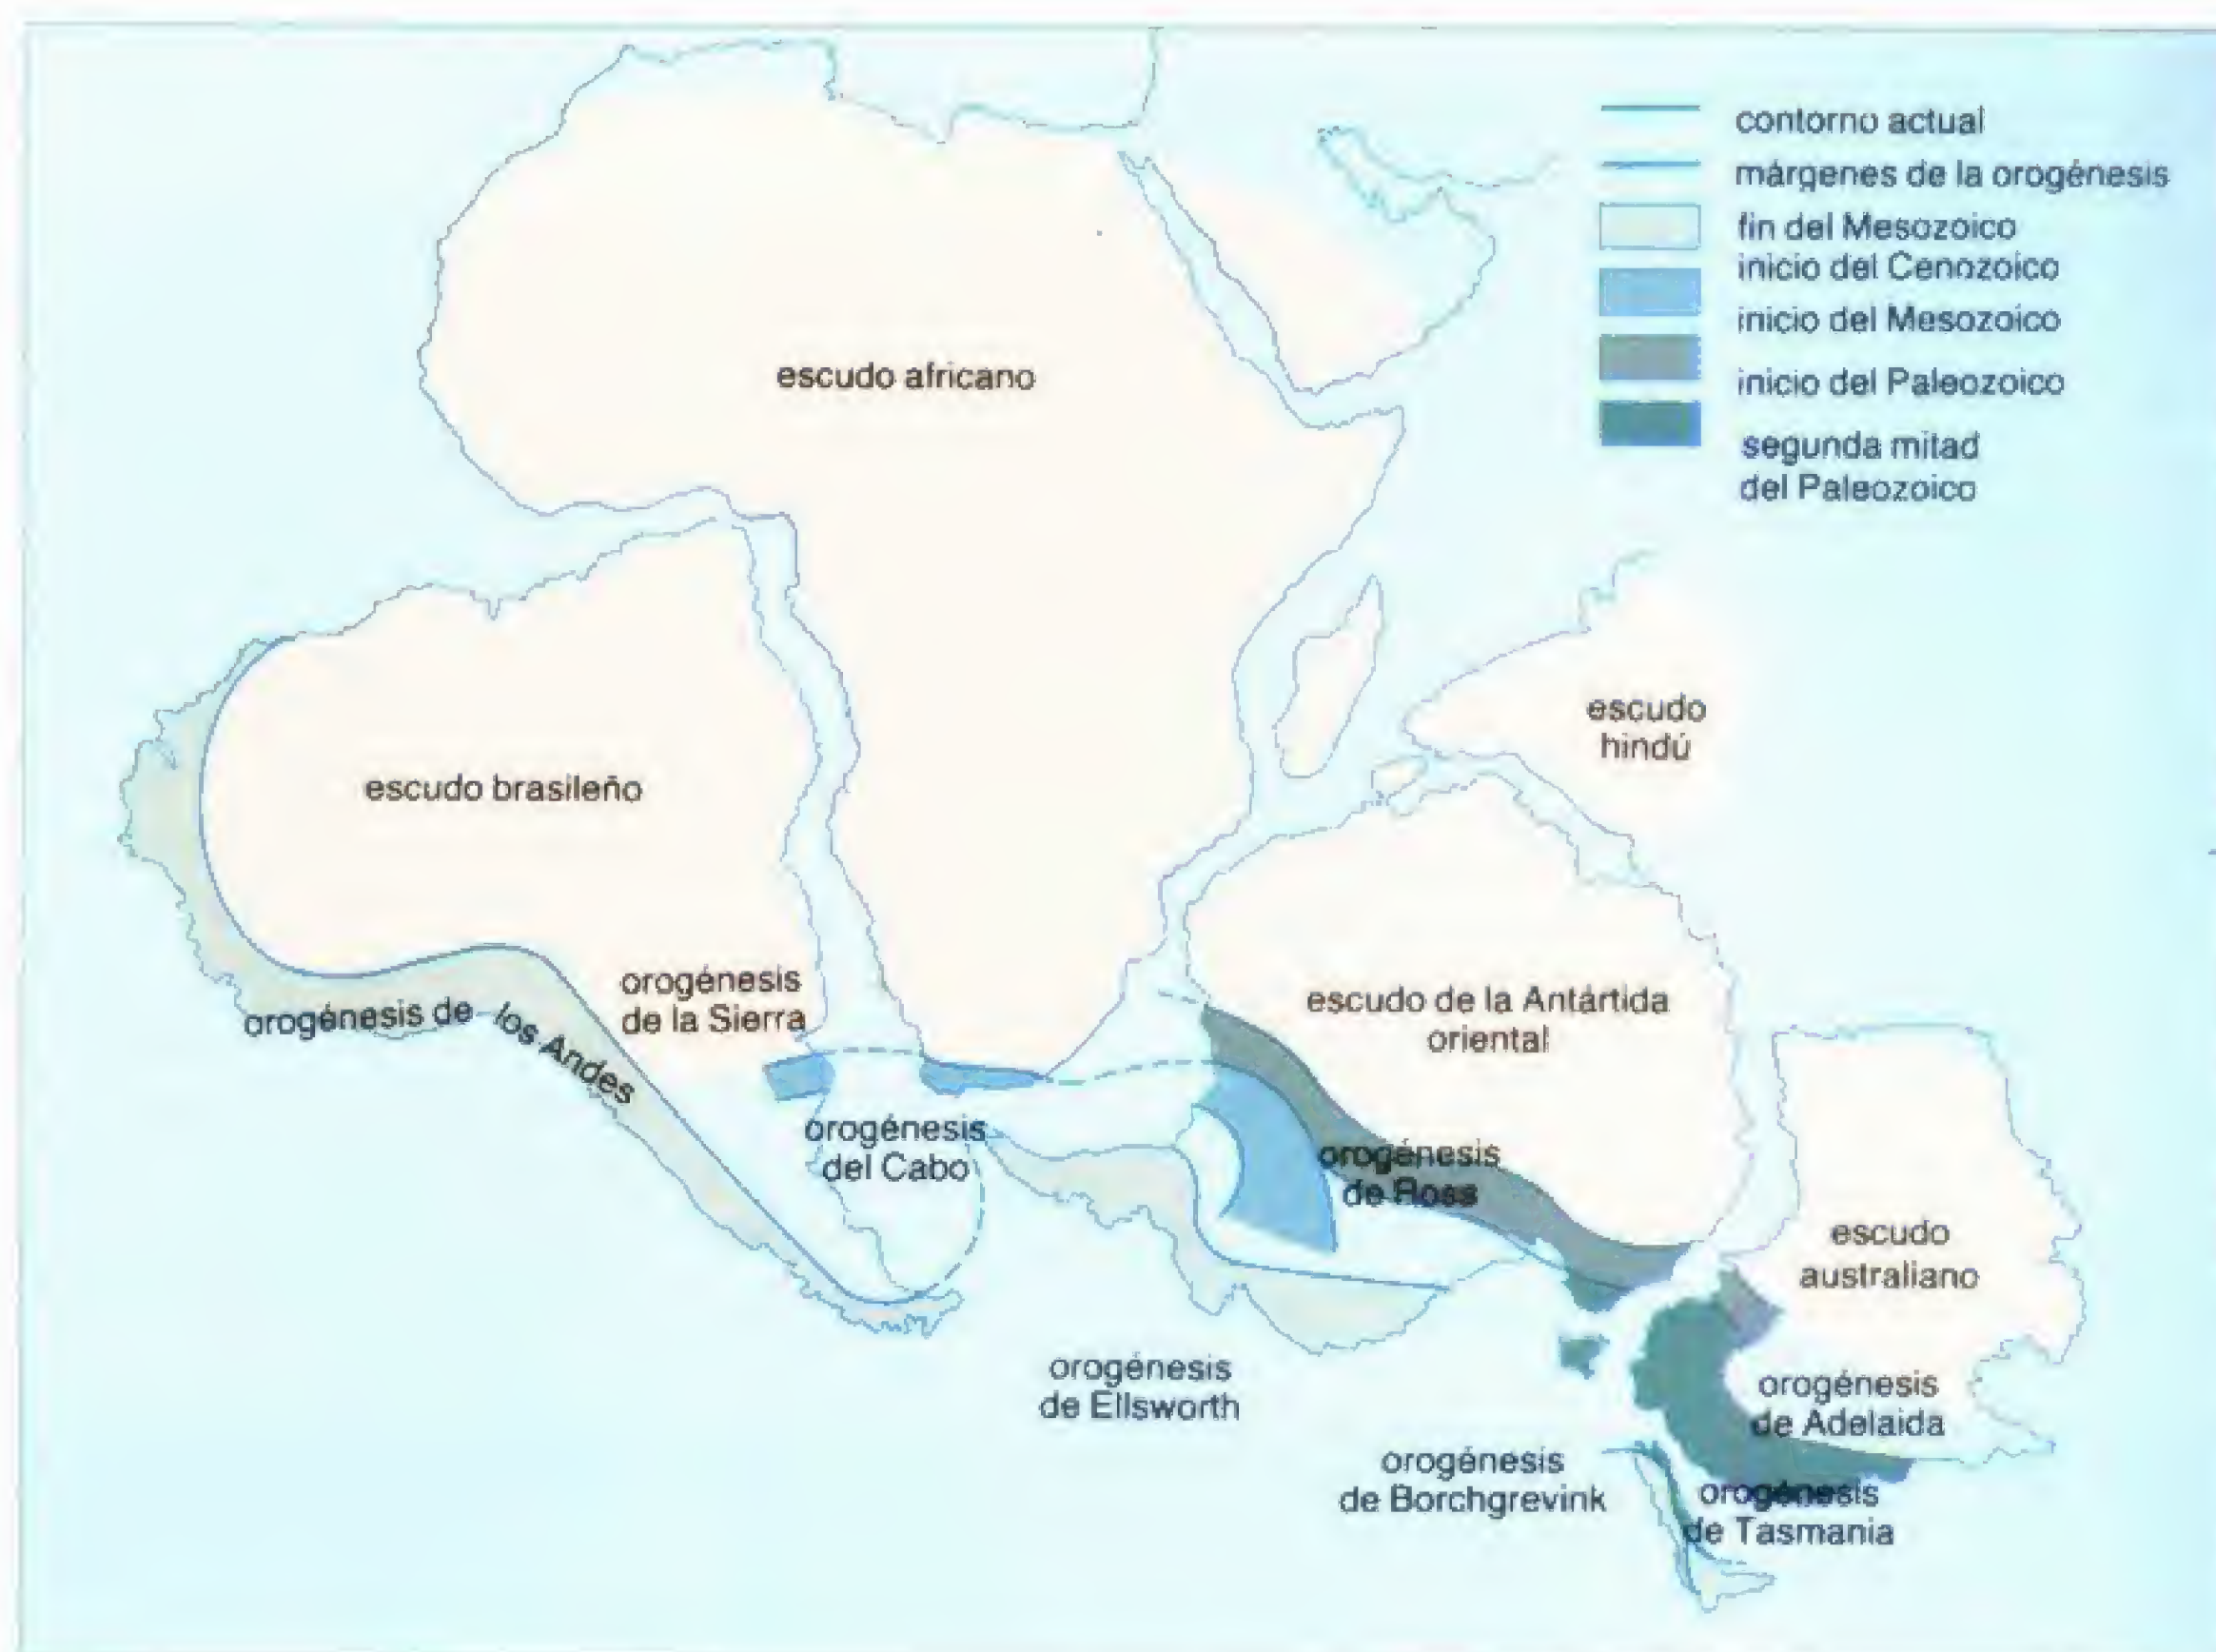 contorno actual
márgenes de la orogénesis
fin del Mesozoico
inicio del Cenozoico
inicio del Mesozoico
inicio del Paleozoico
segunda mitad
del Paleozoico
escudo africano
escudo
hindú
escudo brasileño
orogénesis
de la Sierra
escudo de la Antártida
oriental
orogénesis de los Andes
orogénesis
del Cabo
orogénesis
de Ross
escudo
australiano
orogénesis
de Ellsworth
orogénesis
de Adelaida
orogénesis
de Borchgrevink
orogénesis
de Tasmania